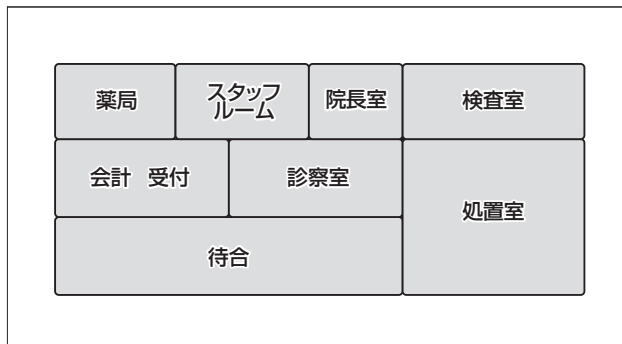 薬局
スタッフ
ルーム
院長室
検査室
会計 受付
診察室
処置室
待合